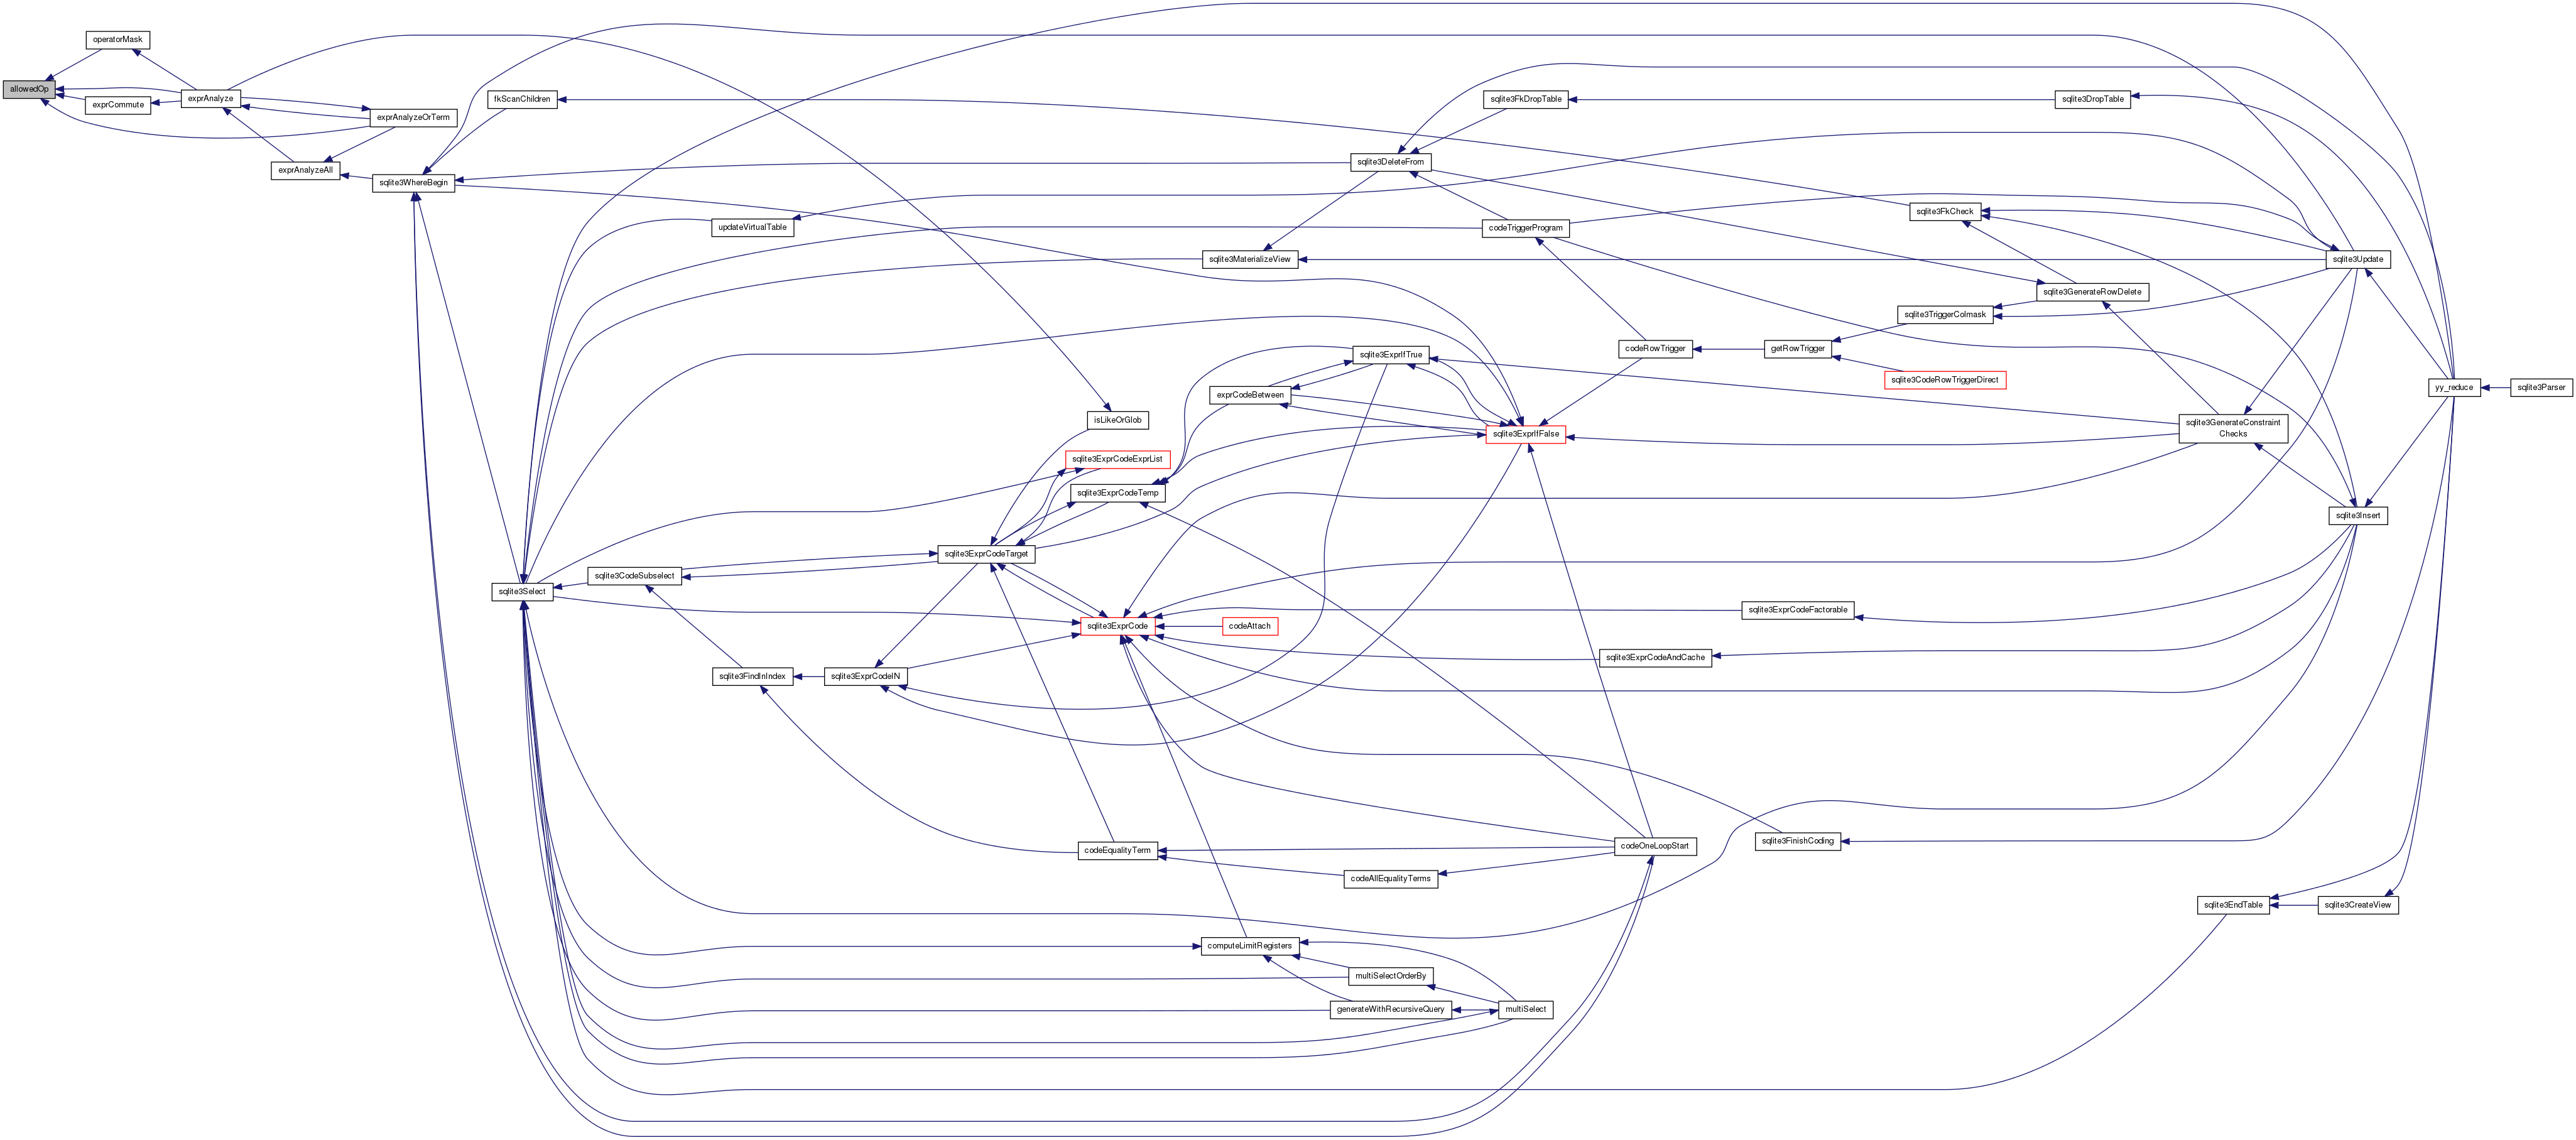 operatorMask
allowedOp
exprCommute
exprAnalyze
exprAnalyzeOrTerm
exprAnalyzeAll
sqlite3WhereBegin
fkScanChildren
sqlite3FkDropTable
sqlite3DropTable
sqlite3DeleteFrom
updateVirtualTable
codeTriggerProgram
sqlite3FkCheck
sqlite3MaterializeView
sqlite3Update
sqlite3GenerateRowDelete
sqlite3TriggerColmask
sqlite3ExprIfTrue
codeRowTrigger
getRowTrigger
sqlite3CodeRowTriggerDirect
yy_reduce
sqlite3Parser
exprCodeBetween
isLikeOrGlob
sqlite3ExprIfFalse
sqlite3GenerateConstraint
Checks
sqlite3ExprCodeExprList
sqlite3ExprCodeTemp
sqlite3Insert
sqlite3ExprCodeTarget
sqlite3CodeSubselect
sqlite3Select
sqlite3ExprCodeFactorable
sqlite3ExprCode
codeAttach
sqlite3ExprCodeAndCache
sqlite3FindInIndex
sqlite3ExprCodeIN
codeEqualityTerm
codeOneLoopStart
sqlite3FinishCoding
codeAllEqualityTerms
sqlite3EndTable
sqlite3CreateView
computeLimitRegisters
multiSelectOrderBy
generateWithRecursiveQuery
multiSelect